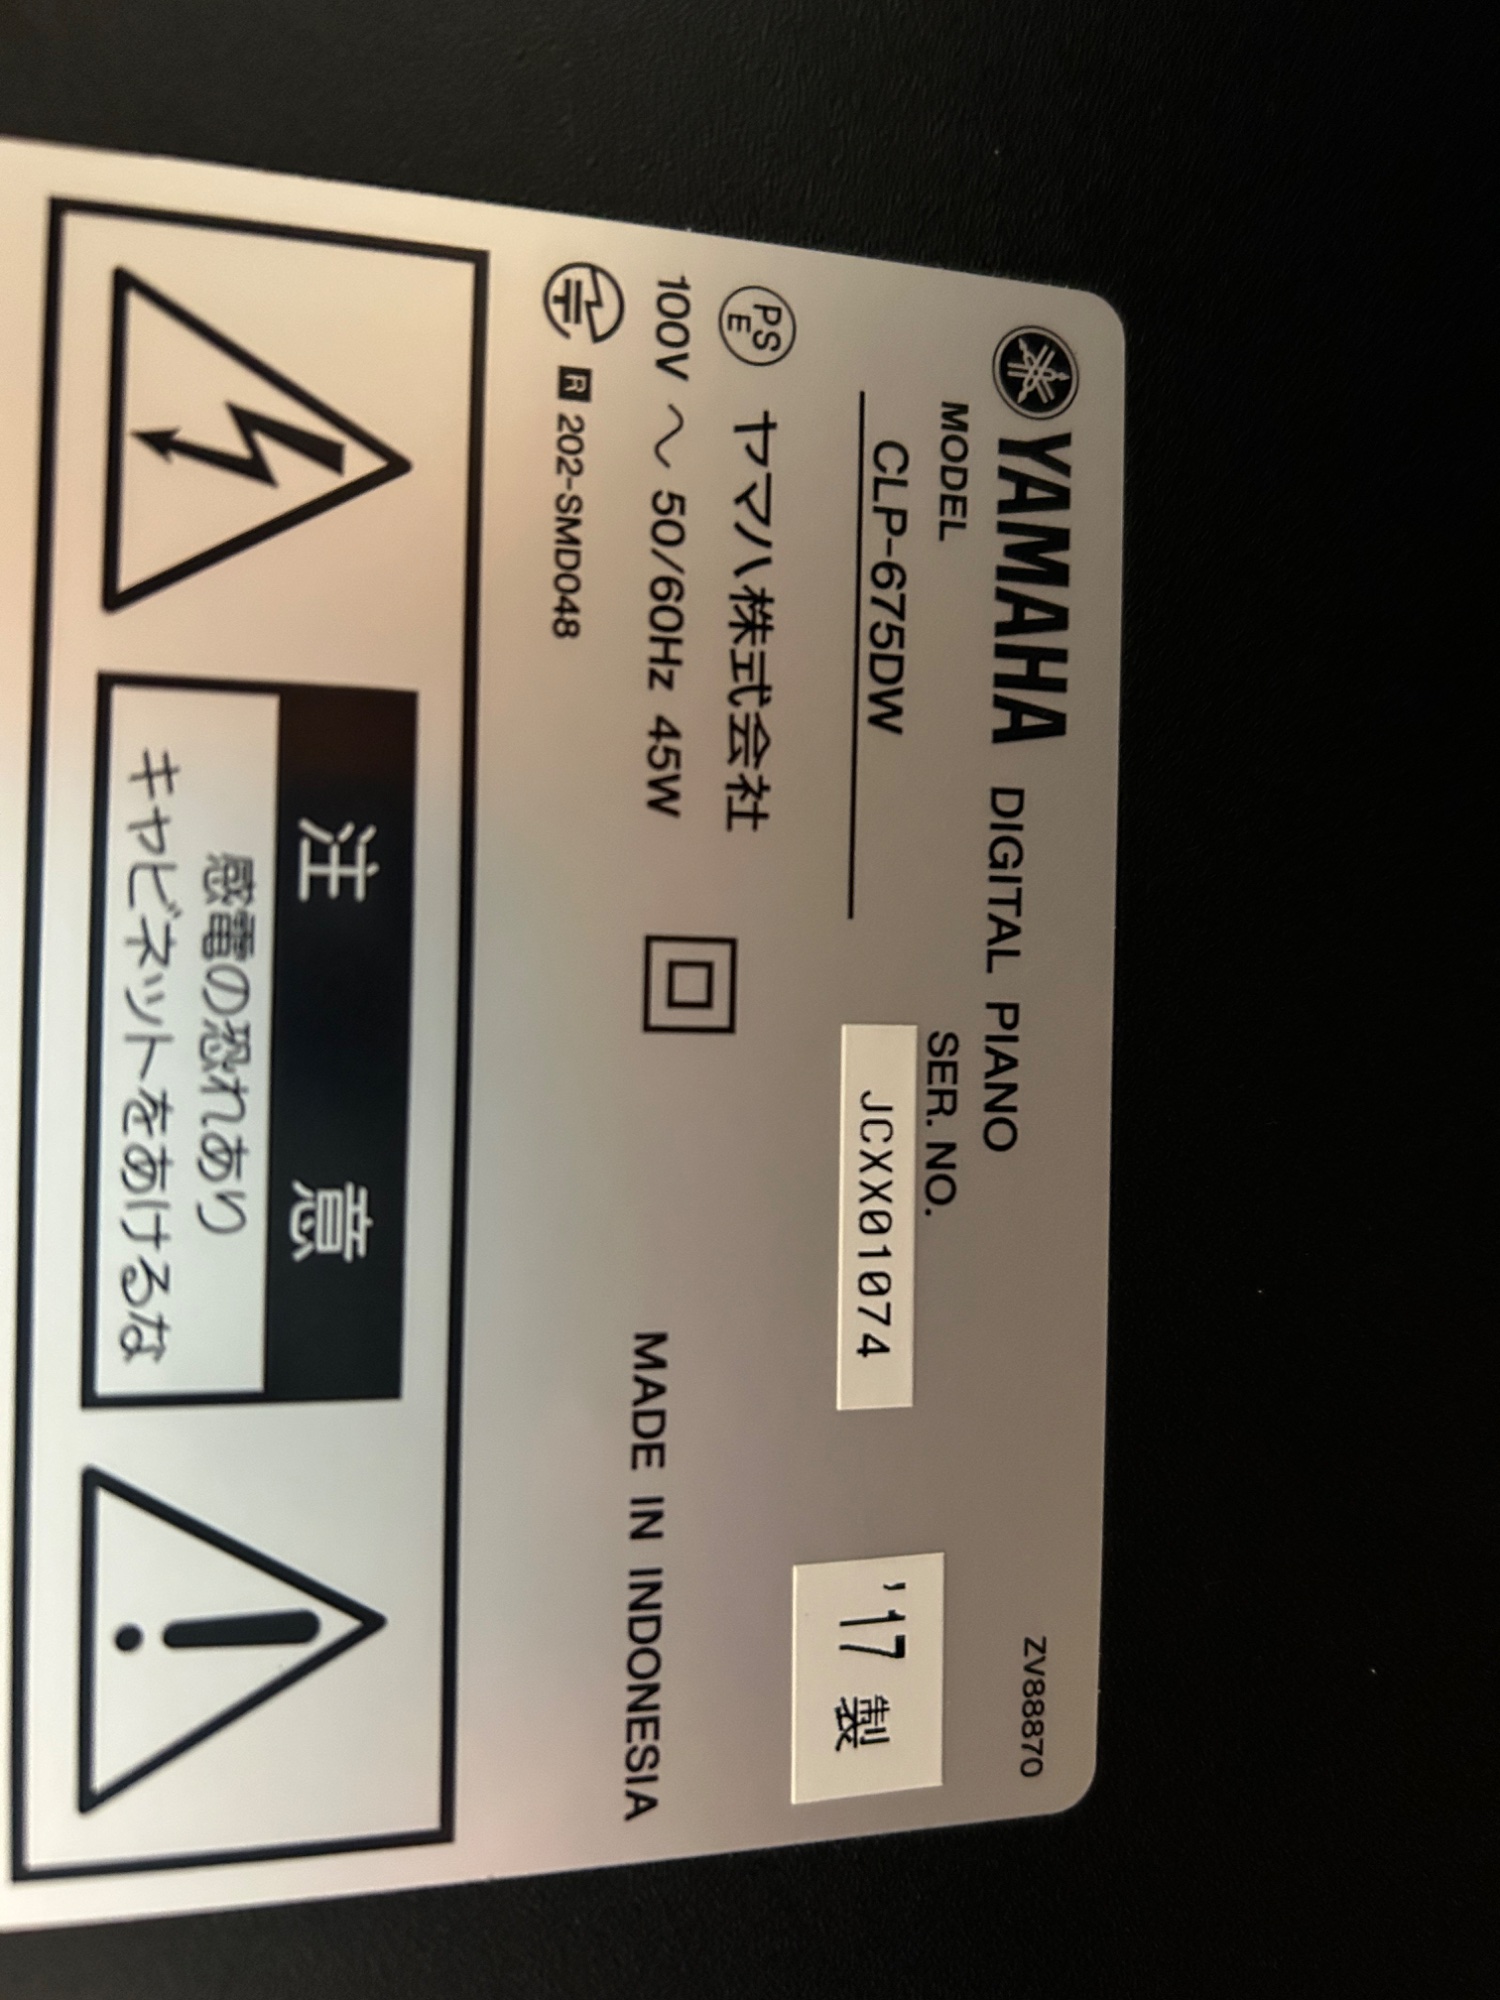 YAMAHA DIGITAL PIANO
ZV88870
MODEL
CLP-675DW
SER. NO.
JCXX01074
'17 製
PSE ヤマハ株式会社
100V ～ 50/60Hz 45W
MADE IN INDONESIA
R 202-SMD048
注 意
感電の恐れあり
キャビネットをあけるな